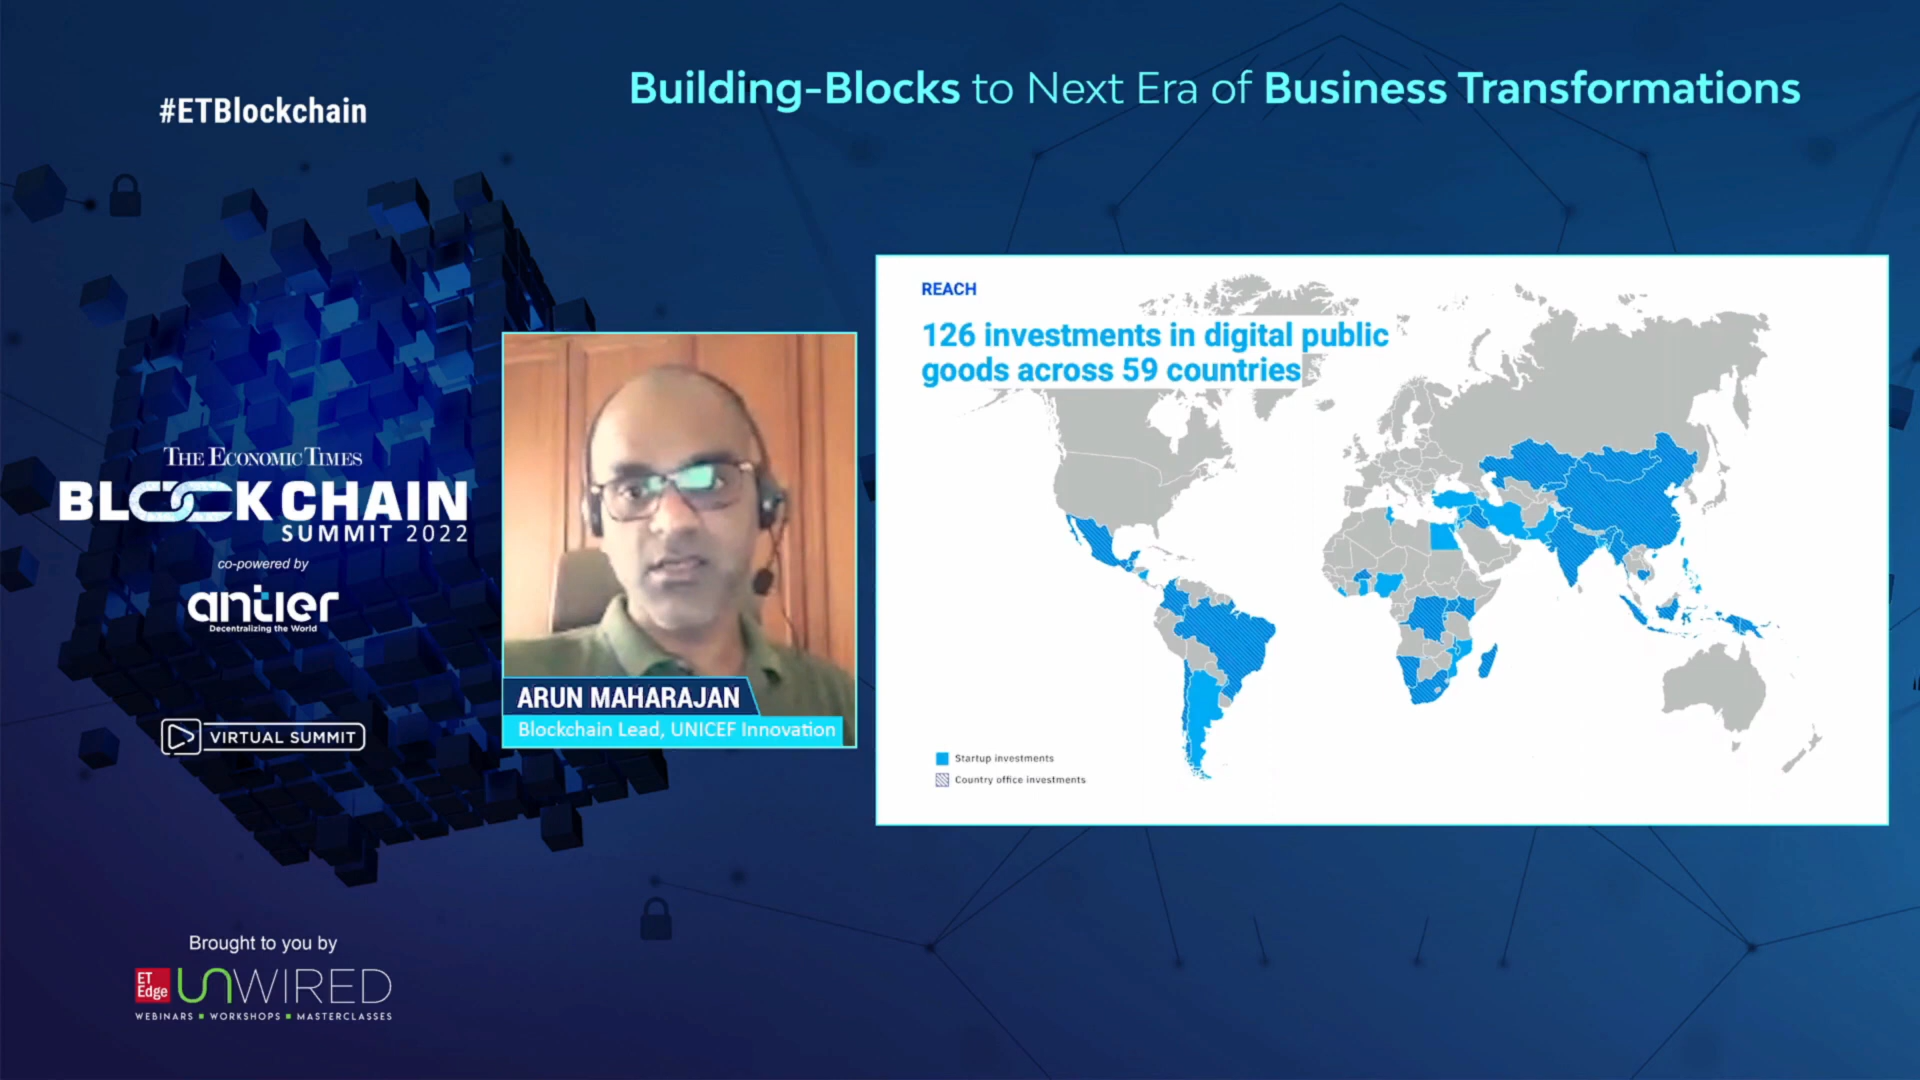 #ETBlockchain
Building-Blocks to Next Era of Business Transformations
THE ECONOMIC TIMES
BLOCKCHAIN
SUMMIT 2022
co-powered by
antier
Decentralizing the World
VIRTUAL SUMMIT
Brought to you by
ET
Edge
UNWIRED
WEBINARS ▪ WORKSHOPS ▪ MASTERCLASSES
ARUN MAHARAJAN
Blockchain Lead, UNICEF Innovation
REACH
126 investments in digital public
goods across 59 countries
Startup investments
Country office investments